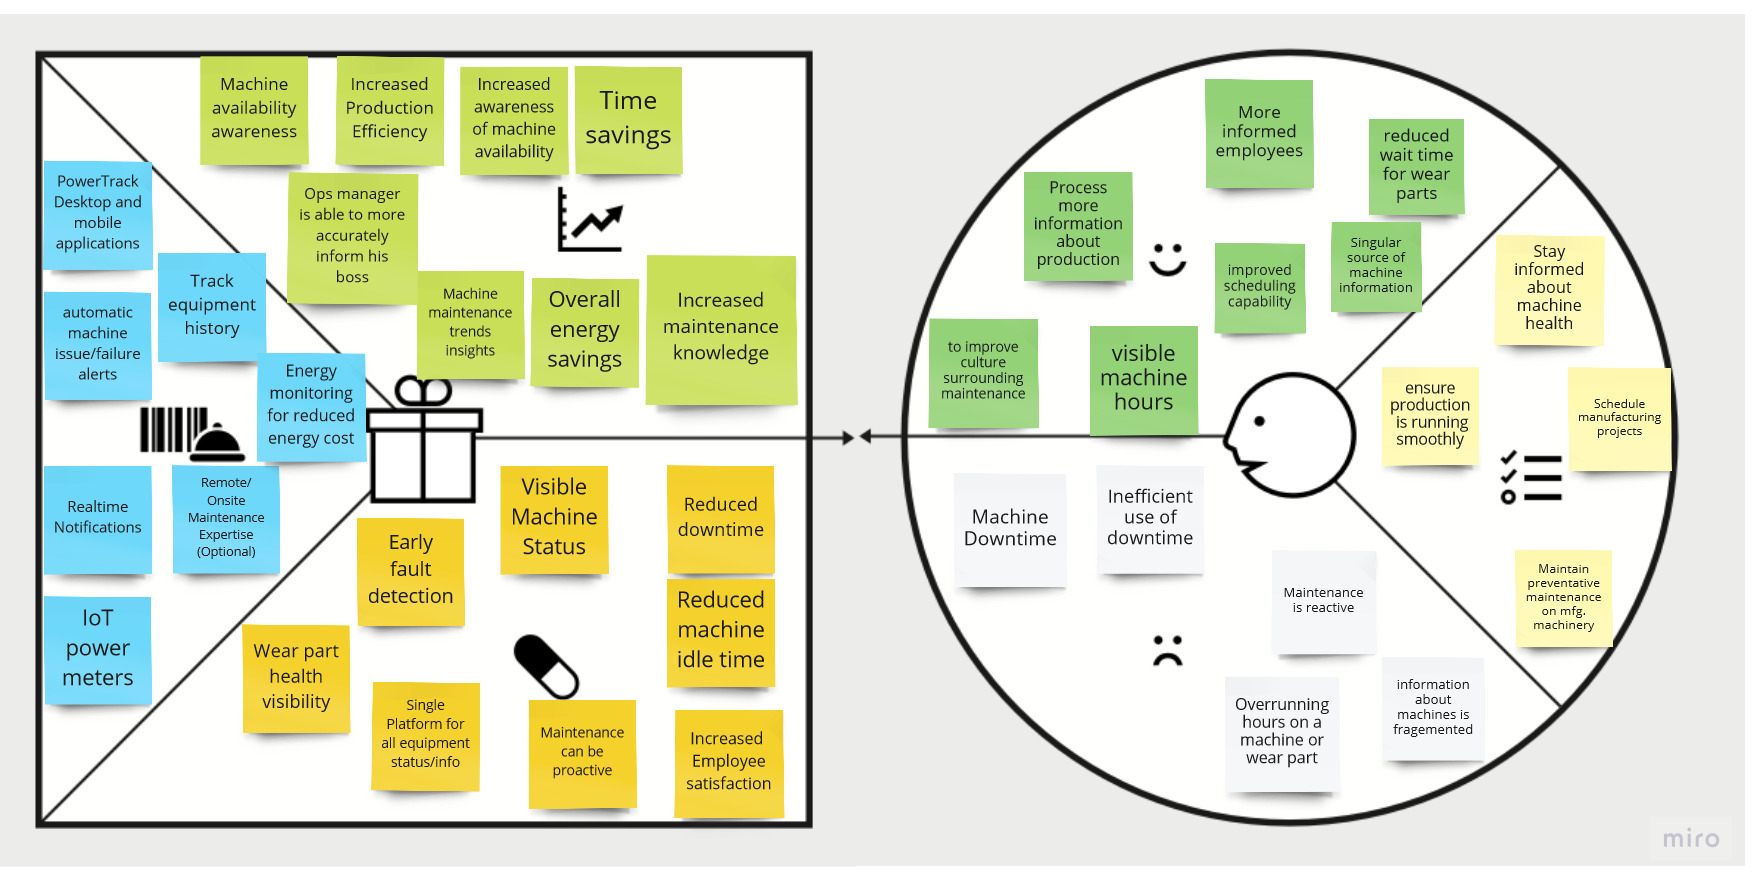 Machine
availability
awareness
Increased
Production
Efficiency
Increased
awareness
of machine
availability
Time
savings
PowerTrack
Desktop and
mobile
applications
Ops manager
is able to more
accurately
inform his
boss
Track
equipment
history
automatic
machine
issue/failure
alerts
Machine
maintenance
trends
insights
Overall
energy
savings
Increased
maintenance
knowledge
Energy
monitoring
for reduced
energy cost
Realtime
Notifications
Remote/
Onsite
Maintenance
Expertise
(Optional)
IoT
power
meters
Visible
Machine
Status
Reduced
downtime
Early
fault
detection
Reduced
machine
idle time
Wear part
health
visibility
Single
Platform for
all equipment
status/info
Maintenance
can be
proactive
Increased
Employee
satisfaction
More
informed
employees
reduced
wait time
for wear
parts
Process
more
information
about
production
improved
scheduling
capability
Singular
source of
machine
information
to improve
culture
surrounding
maintenance
visible
machine
hours
Stay
informed
about
machine
health
ensure
production
is running
smoothly
Schedule
manufacturing
projects
Maintain
preventative
maintenance
on mfg.
machinery
Machine
Downtime
Inefficient
use of
downtime
Maintenance
is reactive
Overrunning
hours on a
machine or
wear part
information
about
machines is
fragemented
miro